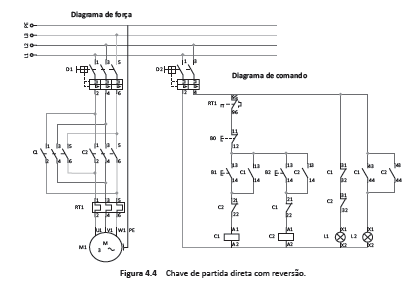 Diagrama de força
PE
L3
L2
L1
1 3 5
D1
2 4 6
1 3
D2
2 4
Diagrama de comando
95
RT1
96
11
B0
12
1 3 5
C1
2 4 6
1 3 5
C2
2 4 6
13 13 13 13
B1 C1 B2 C2
14 14 14 14
21 21
C2 C1
22 22
31
C1
32
31
C2
32
43 43
C1 C2
44 44
RT1
1 3 5
2 4 6
U1 V1 W1 PE
M1
M
3
A1 A1
C1 C2
A2 A2
X1 X1
L1 L2
X2 X2
Figura 4.4 Chave de partida direta com reversão.